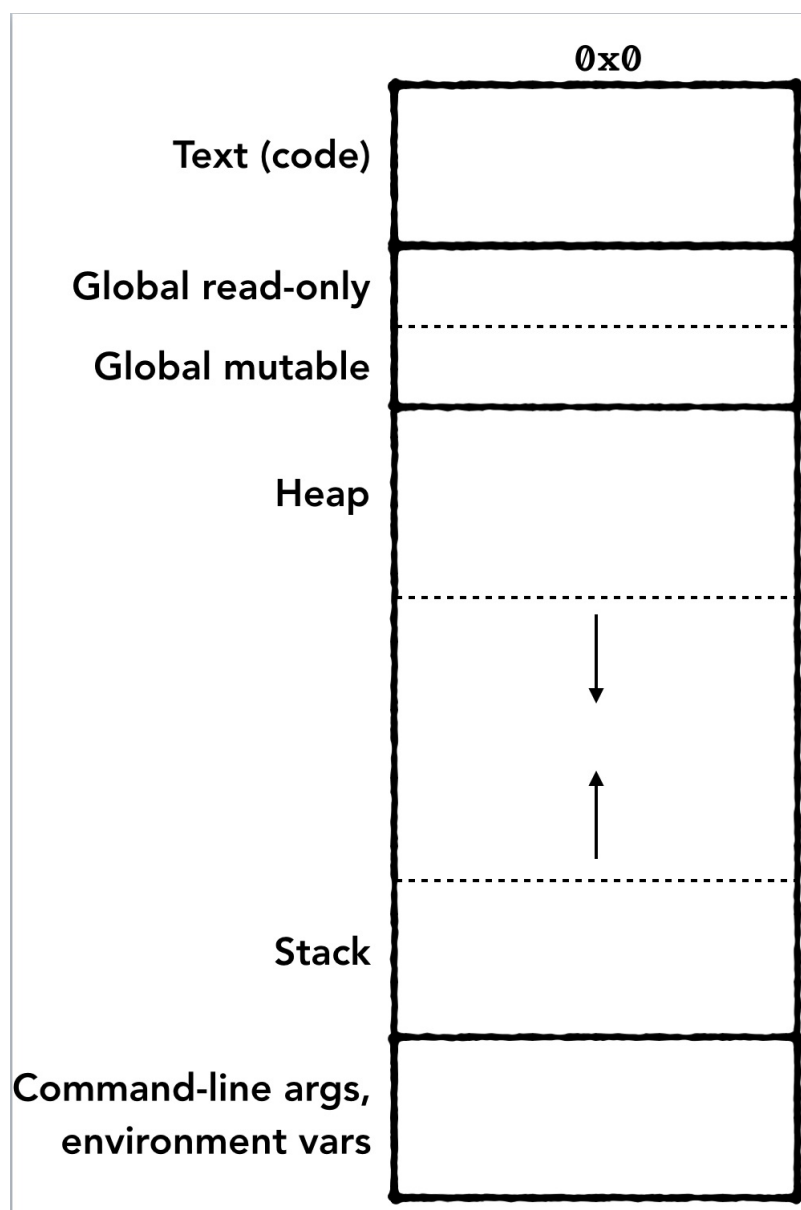 0x0
Text (code)
Global read-only
Global mutable
Heap
Stack
Command-line args,
environment vars